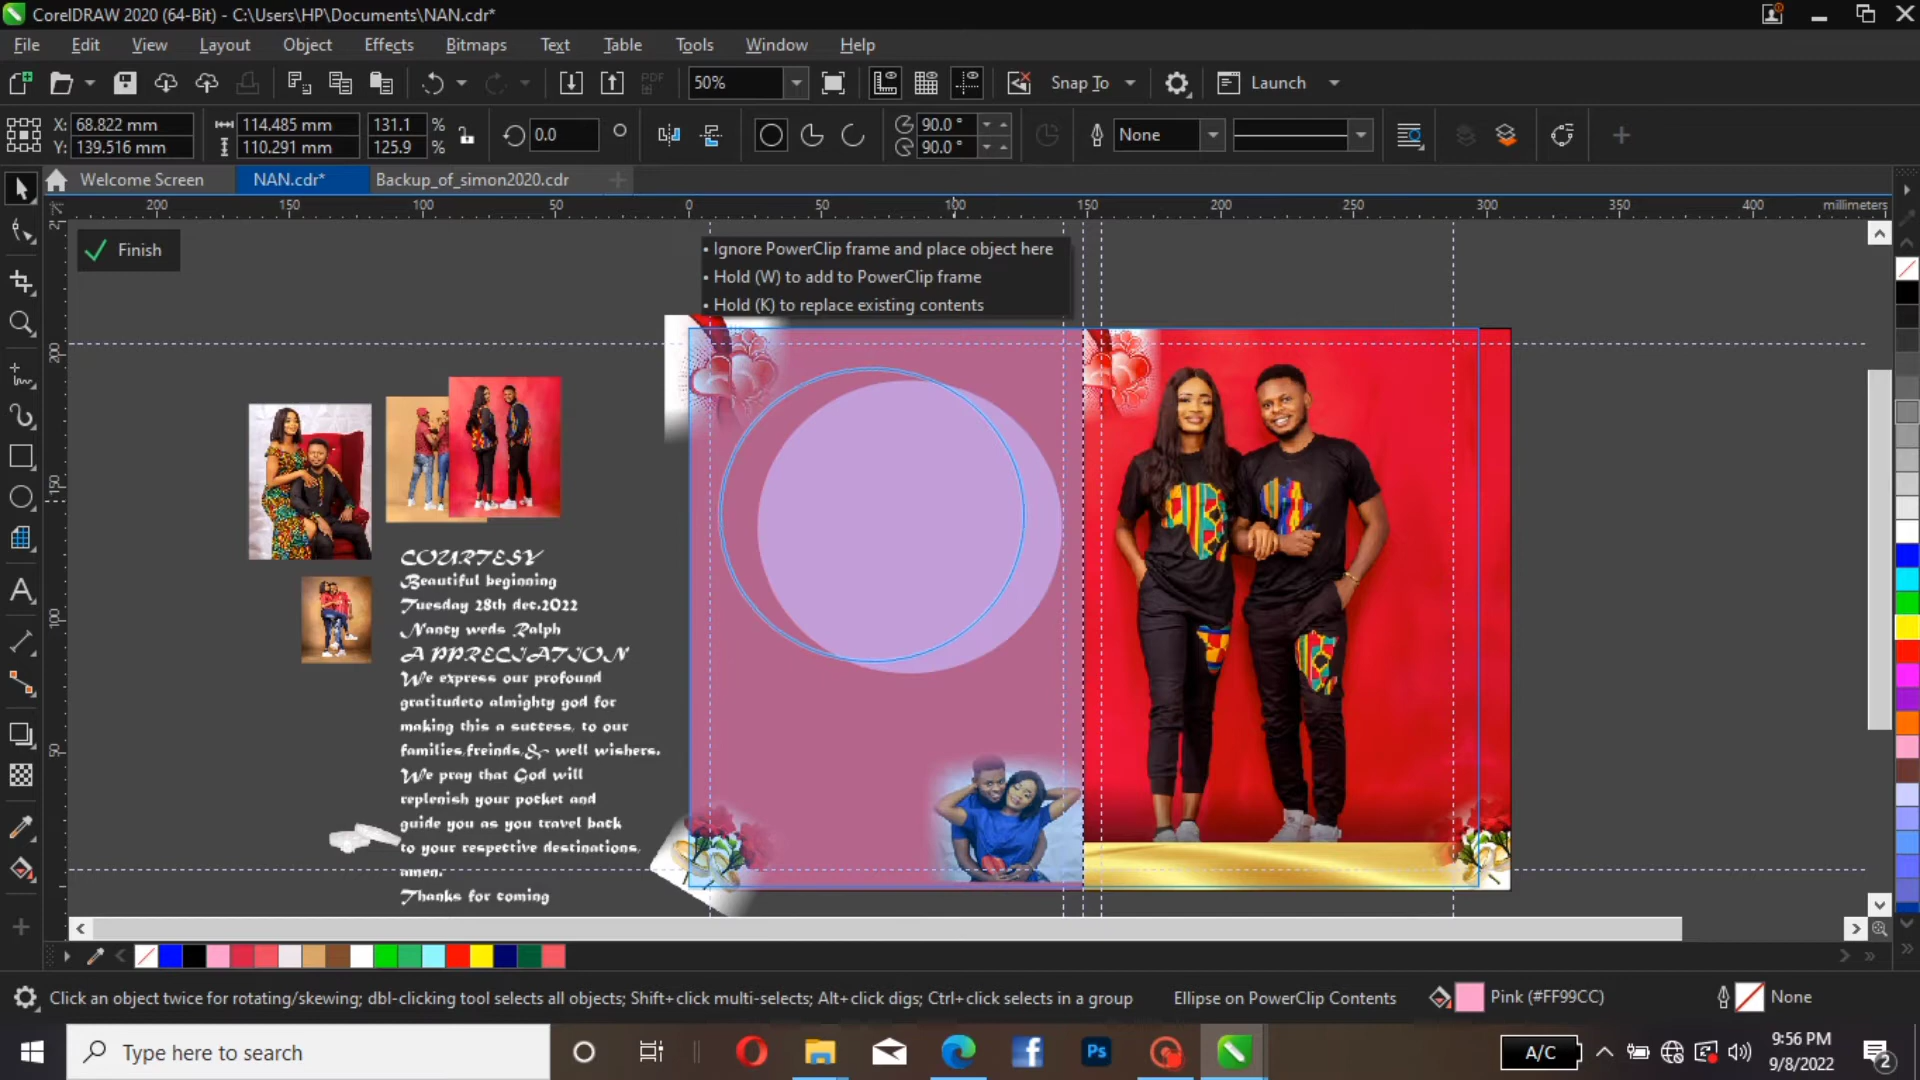 CorelDRAW 2020 (64-Bit) - C:\Users\HP\Documents\NAN.cdr*
File Edit View Layout Object Effects Bitmaps Text Table Tools Window Help
PDF 50% Snap To Launch
X: 68.822 mm 114.485 mm 131.1 % 0.0 ° 90.0 ° None
Y: 139.516 mm 110.291 mm 125.9 % 90.0 °
Welcome Screen NAN.cdr* Backup_of_simon2020.cdr
200 150 100 50 0 50 100 150 200 250 300 350 400 millimeters
Finish
• Ignore PowerClip frame and place object here
• Hold (W) to add to PowerClip frame
• Hold (K) to replace existing contents
200
150
100
50
COURTESY
Beautiful beginning
Tuesday 28th dec.2022
Nancy weds Ralph
APPRECIATION
We express our profound
gratitudeto almighty god for
making this a success, to our
families,freinds,& well wishers.
We pray that God will
replenish your pocket and
guide you as you travel back
to your respective destinations,
amen.
Thanks for coming
Click an object twice for rotating/skewing; dbl-clicking tool selects all objects; Shift+click multi-selects; Alt+click digs; Ctrl+click selects in a group Ellipse on PowerClip Contents Pink (#FF99CC) None
Type here to search Ps A/C 9:56 PM
9/8/2022 2